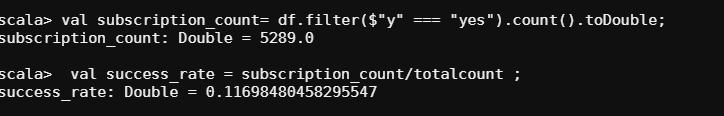 scala> val subscription_count= df.filter($"y" === "yes").count().toDouble;
subscription_count: Double = 5289.0
scala>  val success_rate = subscription_count/totalcount ;
success_rate: Double = 0.11698480458295547